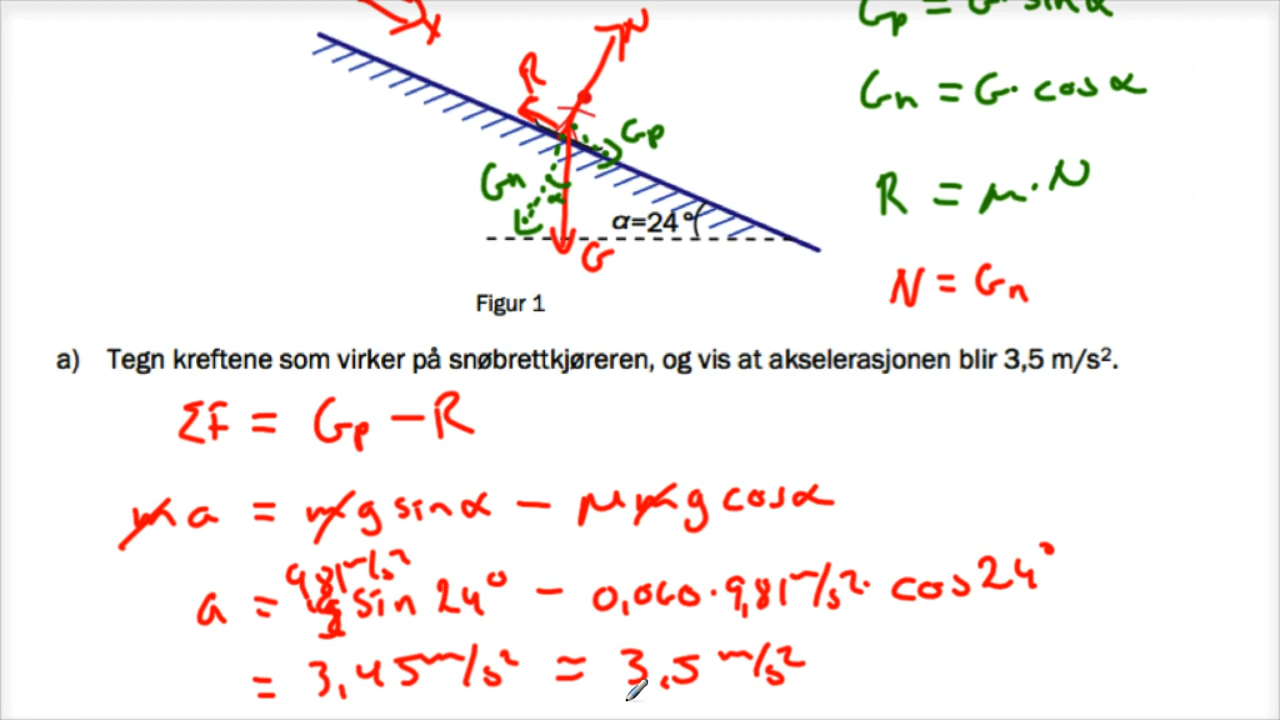 Gp = G · sin α
x
N
R
Gn = G · cos α
Gp
Gn
α
R = μ · N
α=24°
G
N = Gn
Figur 1
a) Tegn kreftene som virker på snøbrettkjøreren, og vis at akselerasjonen blir 3,5 m/s².
ΣF = Gp − R
ma = mg sin α − μmg cos α
a = 9,81 m/s² sin 24° − 0,060 · 9,81 m/s² · cos 24°
= 3,45 m/s² = 3,5 m/s²